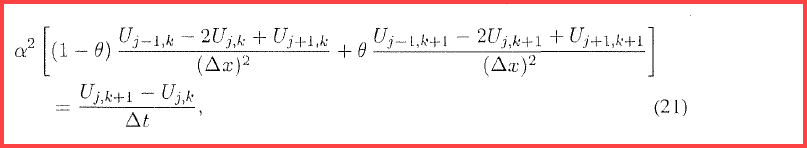 α² [ (1 − θ) (U_{j−1,k} − 2U_{j,k} + U_{j+1,k}) / (Δx)² + θ (U_{j−1,k+1} − 2U_{j,k+1} + U_{j+1,k+1}) / (Δx)² ]
= (U_{j,k+1} − U_{j,k}) / Δt, (21)